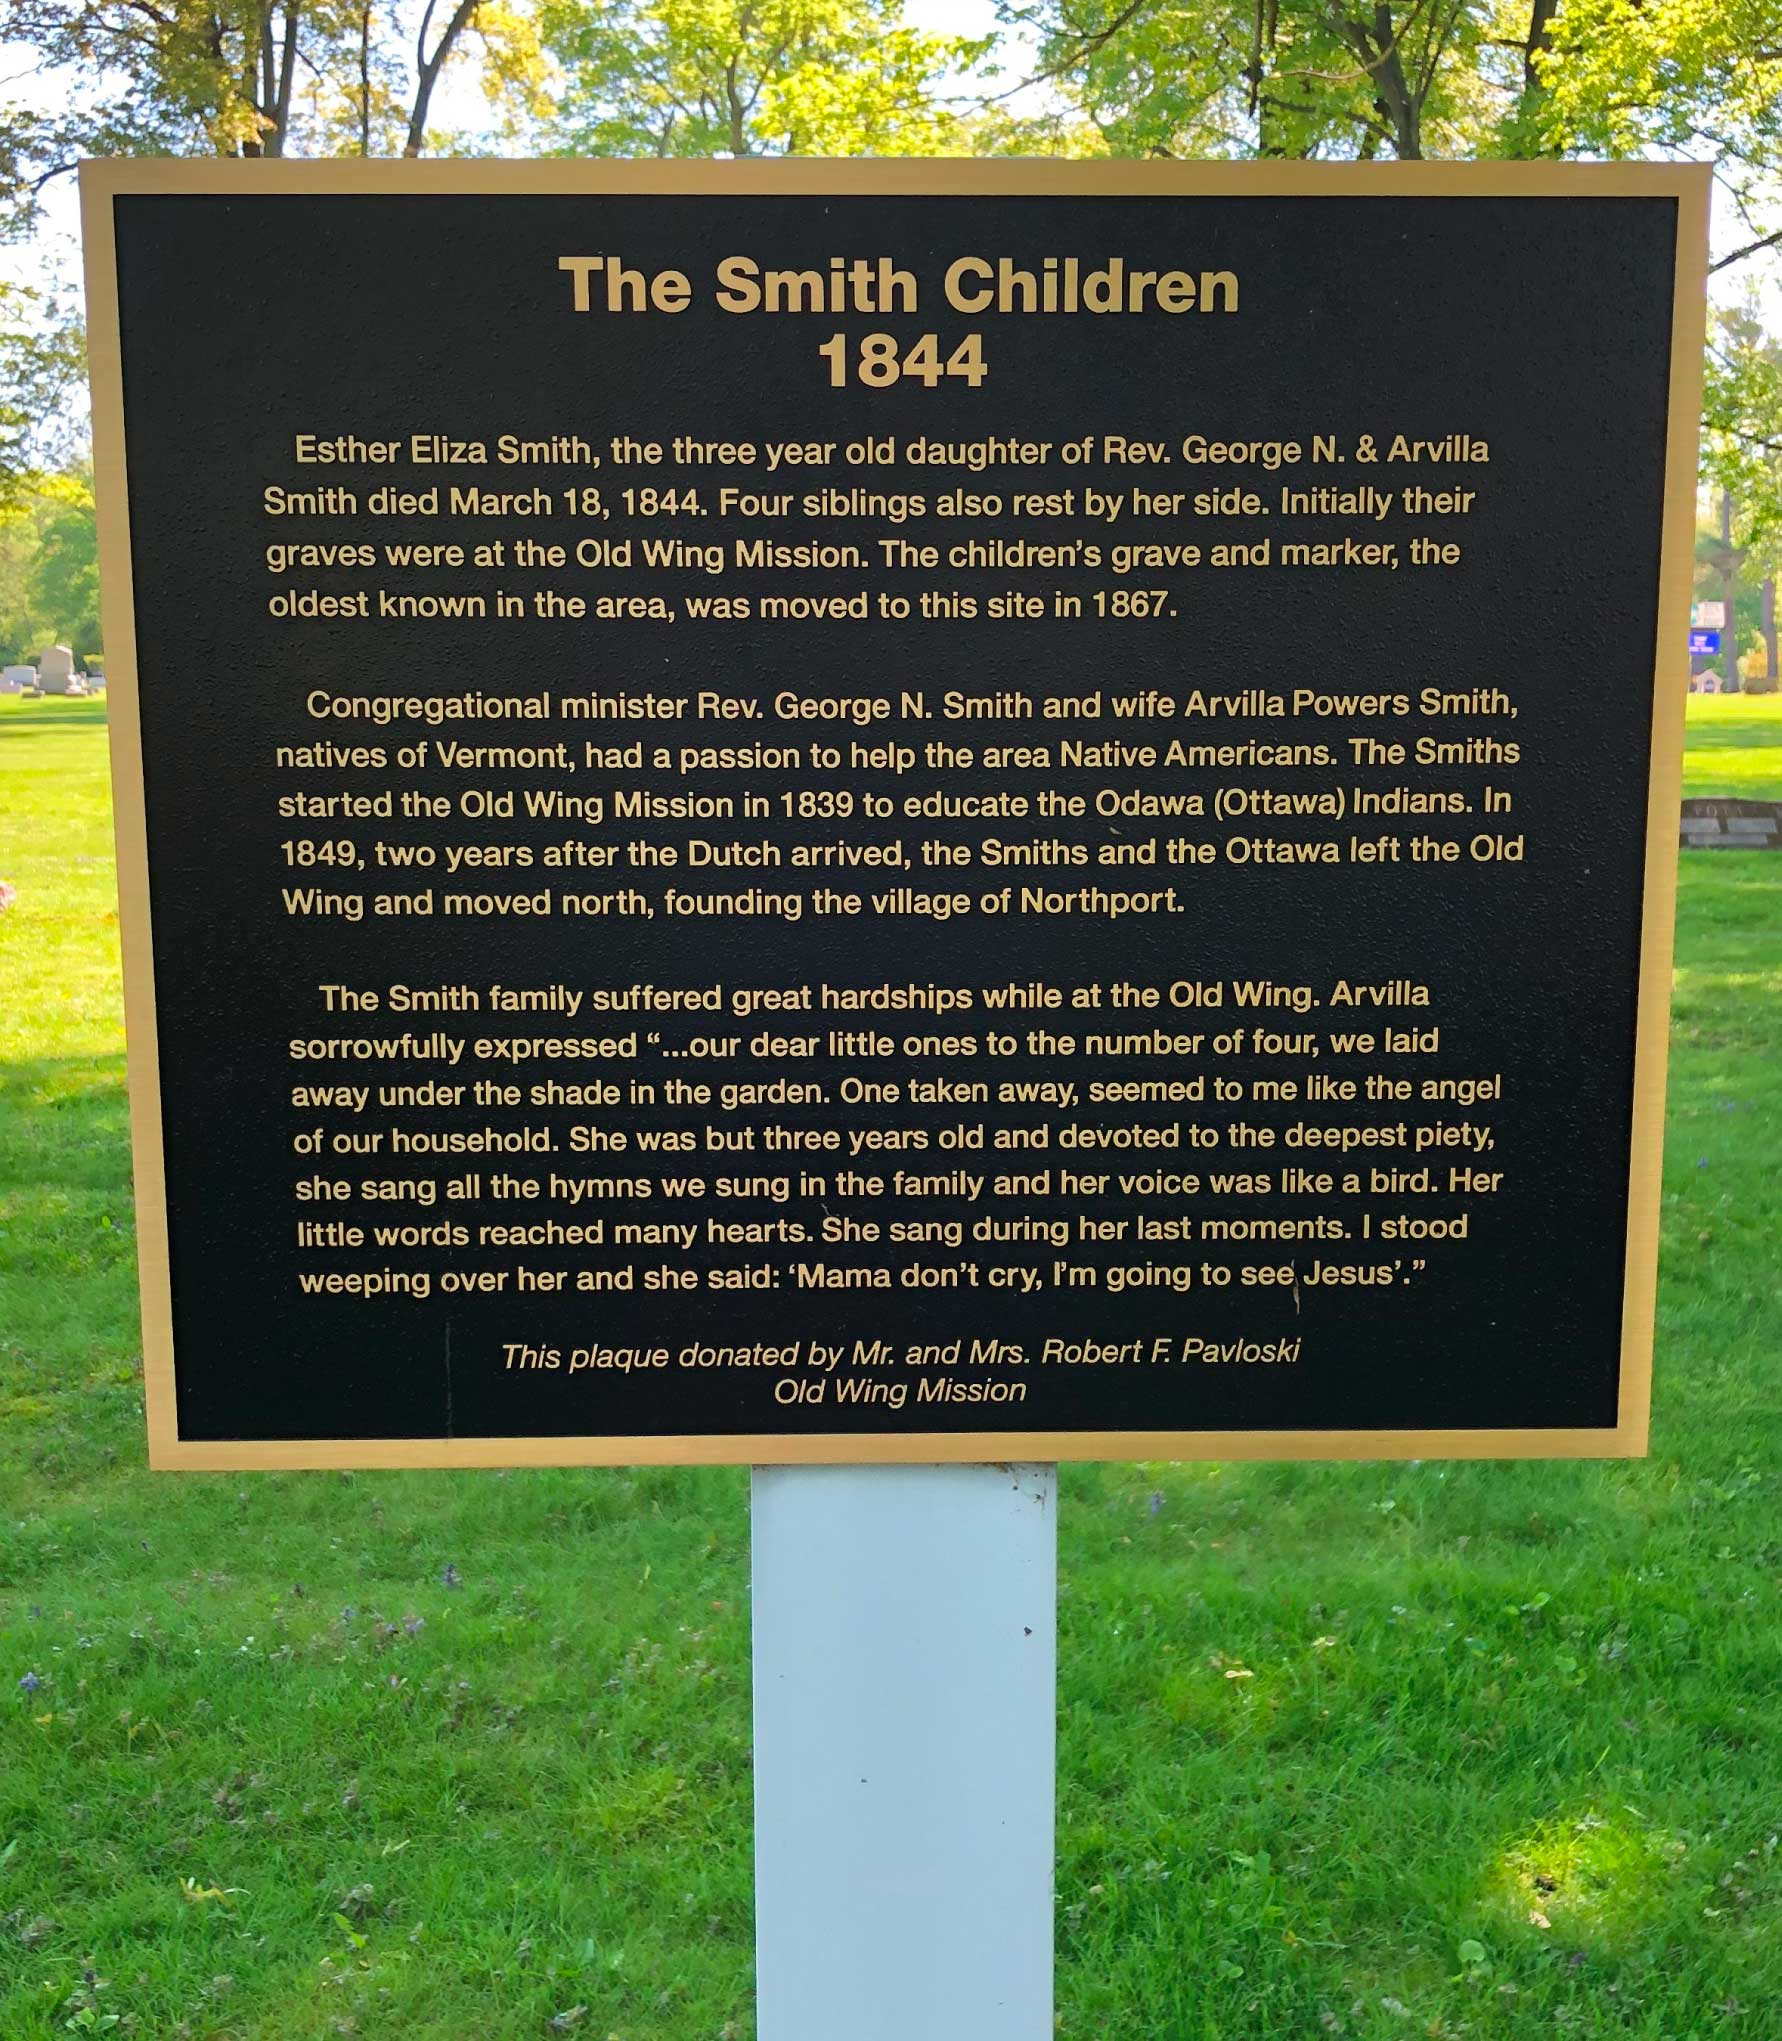 The Smith Children
1844
Esther Eliza Smith, the three year old daughter of Rev. George N. & Arvilla
Smith died March 18, 1844. Four siblings also rest by her side. Initially their
graves were at the Old Wing Mission. The children's grave and marker, the
oldest known in the area, was moved to this site in 1867.
Congregational minister Rev. George N. Smith and wife Arvilla Powers Smith,
natives of Vermont, had a passion to help the area Native Americans. The Smiths
started the Old Wing Mission in 1839 to educate the Odawa (Ottawa) Indians. In
1849, two years after the Dutch arrived, the Smiths and the Ottawa left the Old
Wing and moved north, founding the village of Northport.
The Smith family suffered great hardships while at the Old Wing. Arvilla
sorrowfully expressed “...our dear little ones to the number of four, we laid
away under the shade in the garden. One taken away, seemed to me like the angel
of our household. She was but three years old and devoted to the deepest piety,
she sang all the hymns we sung in the family and her voice was like a bird. Her
little words reached many hearts. She sang during her last moments. I stood
weeping over her and she said: ‘Mama don’t cry, I’m going to see Jesus’.”
This plaque donated by Mr. and Mrs. Robert F. Pavloski
Old Wing Mission